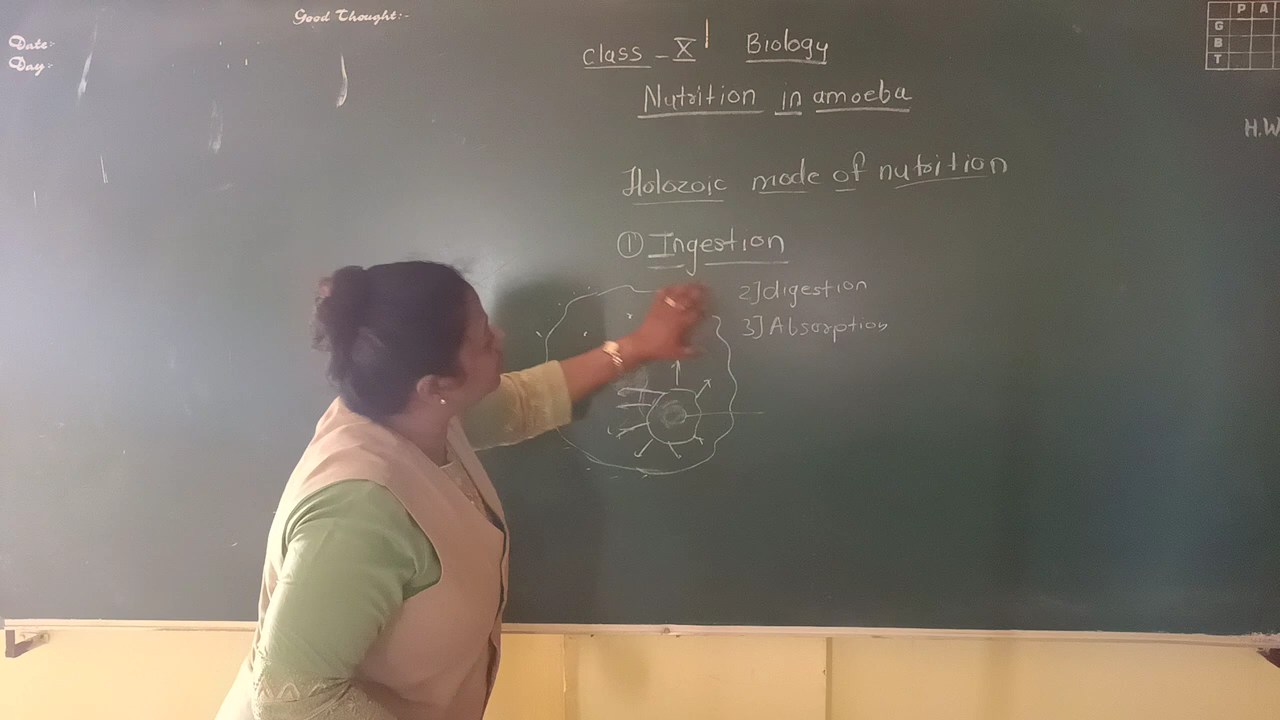 Good Thought:-
Date:-
Day:-
P A
G
B
T
Class - X Biology
Nutrition in amoeba
H.W
Holozoic mode of nutrition
① Ingestion
2] digestion
3] Absorption